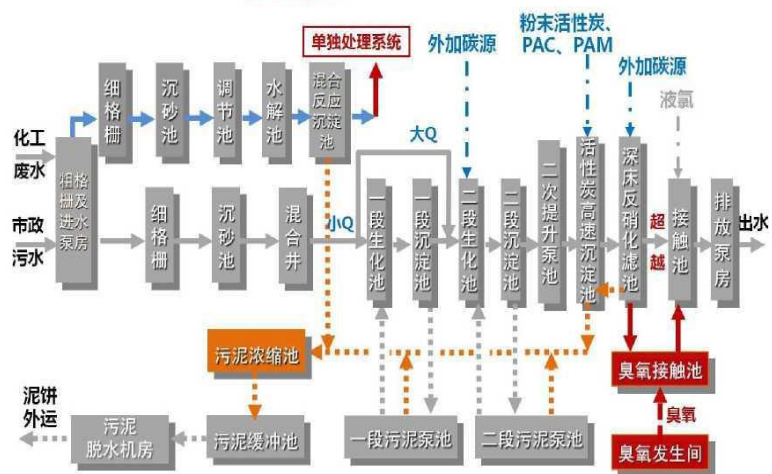 单独处理系统
外加碳源
粉末活性炭、
PAC、PAM
外加碳源
液氯
细格栅
沉砂池
调节池
水解池
混合
反应
沉淀
池
大Q
化工
废水
粗格
栅及
进水
泵房
市政
污水
细格栅
沉砂池
混合井
小Q
一段生化池
一段沉淀池
二段生化池
二段沉淀池
二次提升泵池
活性炭高速沉淀池
深床反硝化滤池
超
越
接触池
排放泵房
出水
污泥浓缩池
臭氧接触池
臭氧
泥饼
外运
污泥
脱水机房
污泥缓冲池
一段污泥泵池
二段污泥泵池
臭氧发生间